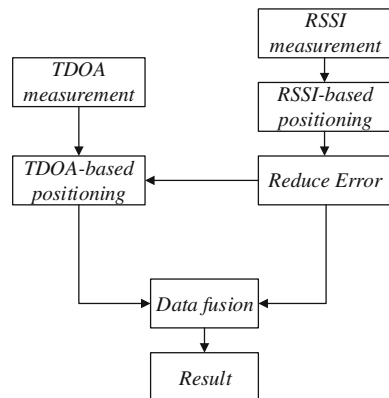 RSSI
measurement
TDOA
measurement
RSSI-based
positioning
TDOA-based
positioning
Reduce Error
Data fusion
Result